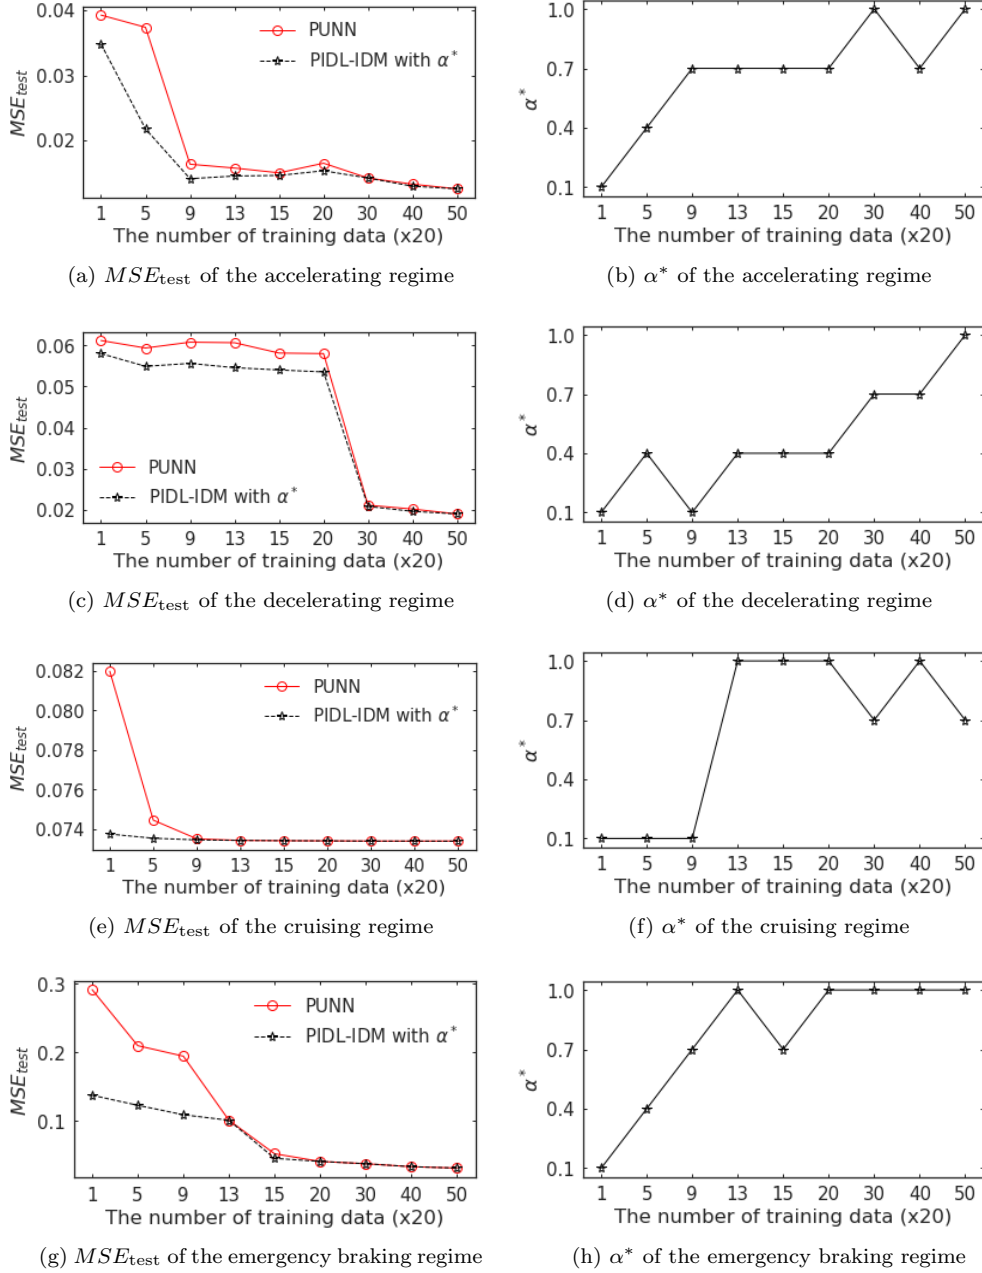 0.04
0.03
0.02
MSE_test
PUNN
PIDL-IDM with α*
1 5 9 13 15 20 30 40 50
The number of training data (x20)
(a) MSE_test of the accelerating regime
1.0
0.7
0.4
0.1
α*
1 5 9 13 15 20 30 40 50
The number of training data (x20)
(b) α* of the accelerating regime
0.06
0.05
0.04
0.03
0.02
MSE_test
PUNN
PIDL-IDM with α*
1 5 9 13 15 20 30 40 50
The number of training data (x20)
(c) MSE_test of the decelerating regime
1.0
0.7
0.4
0.1
α*
1 5 9 13 15 20 30 40 50
The number of training data (x20)
(d) α* of the decelerating regime
0.082
0.080
0.078
0.076
0.074
MSE_test
PUNN
PIDL-IDM with α*
1 5 9 13 15 20 30 40 50
The number of training data (x20)
(e) MSE_test of the cruising regime
1.0
0.7
0.4
0.1
α*
1 5 9 13 15 20 30 40 50
The number of training data (x20)
(f) α* of the cruising regime
0.3
0.2
0.1
MSE_test
PUNN
PIDL-IDM with α*
1 5 9 13 15 20 30 40 50
The number of training data (x20)
(g) MSE_test of the emergency braking regime
1.0
0.7
0.4
0.1
α*
1 5 9 13 15 20 30 40 50
The number of training data (x20)
(h) α* of the emergency braking regime